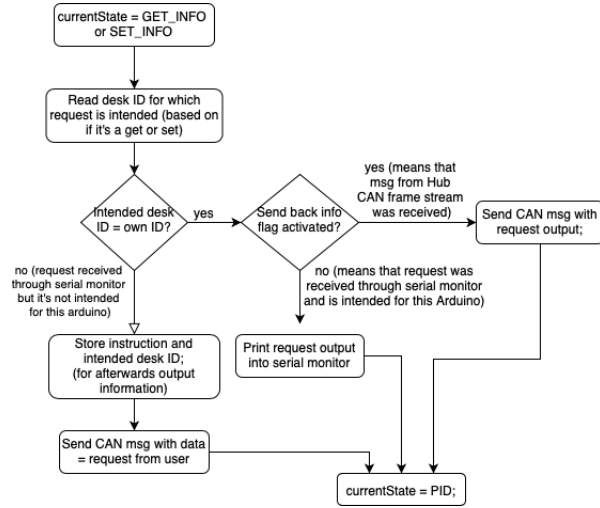 currentState = GET_INFO
or SET_INFO
Read desk ID for which
request is intended (based on
if it's a get or set)
Intended desk
ID = own ID?
yes
Send back info
flag activated?
yes (means that
msg from Hub
CAN frame stream
was received)
Send CAN msg with
request output;
no (request received
through serial monitor
but it's not intended
for this arduino)
no (means that request was
received through serial monitor
and is intended for this Arduino)
Store instruction and
intended desk ID;
(for afterwards output
information)
Print request output
into serial monitor
Send CAN msg with data
= request from user
currentState = PID;